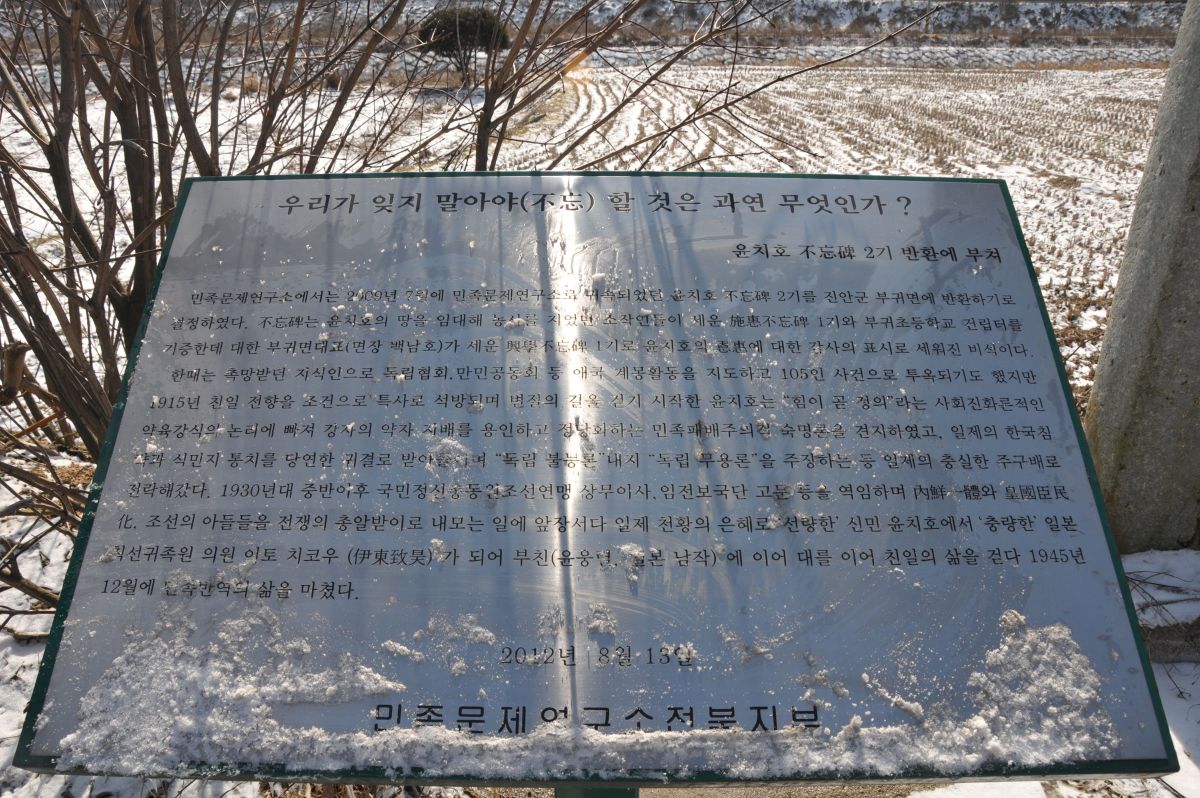 우리가 잊지 말아야(不忘) 할 것은 과연 무엇인가 ?
윤치호 不忘碑 2기 반환에 부쳐
민족문제연구소에서는 2009년 7월에 민족문제연구소로 윤치호 不忘碑 2기를 진안군 부귀면에 반환하기로
결정하였다. 不忘碑는 윤치호의 땅을 임대해 농사를 지었던 소작인들이 세운 施惠不忘碑 1기와 부귀초등학교 건립터를
기증한데 대한 부귀면대표(면장 백남호)가 세운 興學不忘碑 1기로 윤치호의 恩惠에 대한 감사의 표시로 세워진 비석이다.
한때는 촉망받던 지식인으로 독립협회,만민공동회 등 애국 계몽활동을 지도하고 105인 사건으로 투옥되기도 했지만
1915년 친일 전향을 조건으로 특사로 석방되며 변질의 길을 걷기 시작한 윤치호는 “힘이 곧 정의”라는 사회진화론적인
약육강식의 논리에 빠져 강자의 약자 지배를 용인하고 정당화하는 민족패배주의적 숙명론을 견지하였고, 일제의 한국침
략과 식민지 통치를 당연한 귀결로 “독립 불능론”내지 “독립 무용론”을 주장하는 등 일제의 충실한 주구배로
전락해갔다. 1930년대 중반이후 국민정신총동원조선연맹 상무이사,임전보국단 고문 등을 역임하며 內鮮一體와 皇國臣民
化, 조선의 아들들을 전쟁의 총알받이로 내모는 일에 앞장서다 일제 천황의 은혜로 ‘선량한’ 신민 윤치호에서 ‘충량한’ 일본
칙선귀족원 의원 이토 치코우 (伊東致昊) 가 되어 부친(윤웅렬, 일본 남작) 에 이어 대를 이어 친일의 삶을 걷다 1945년
12월에 민족반역의 삶을 마쳤다.
2012년 8월 13일
민족문제연구소전북지부